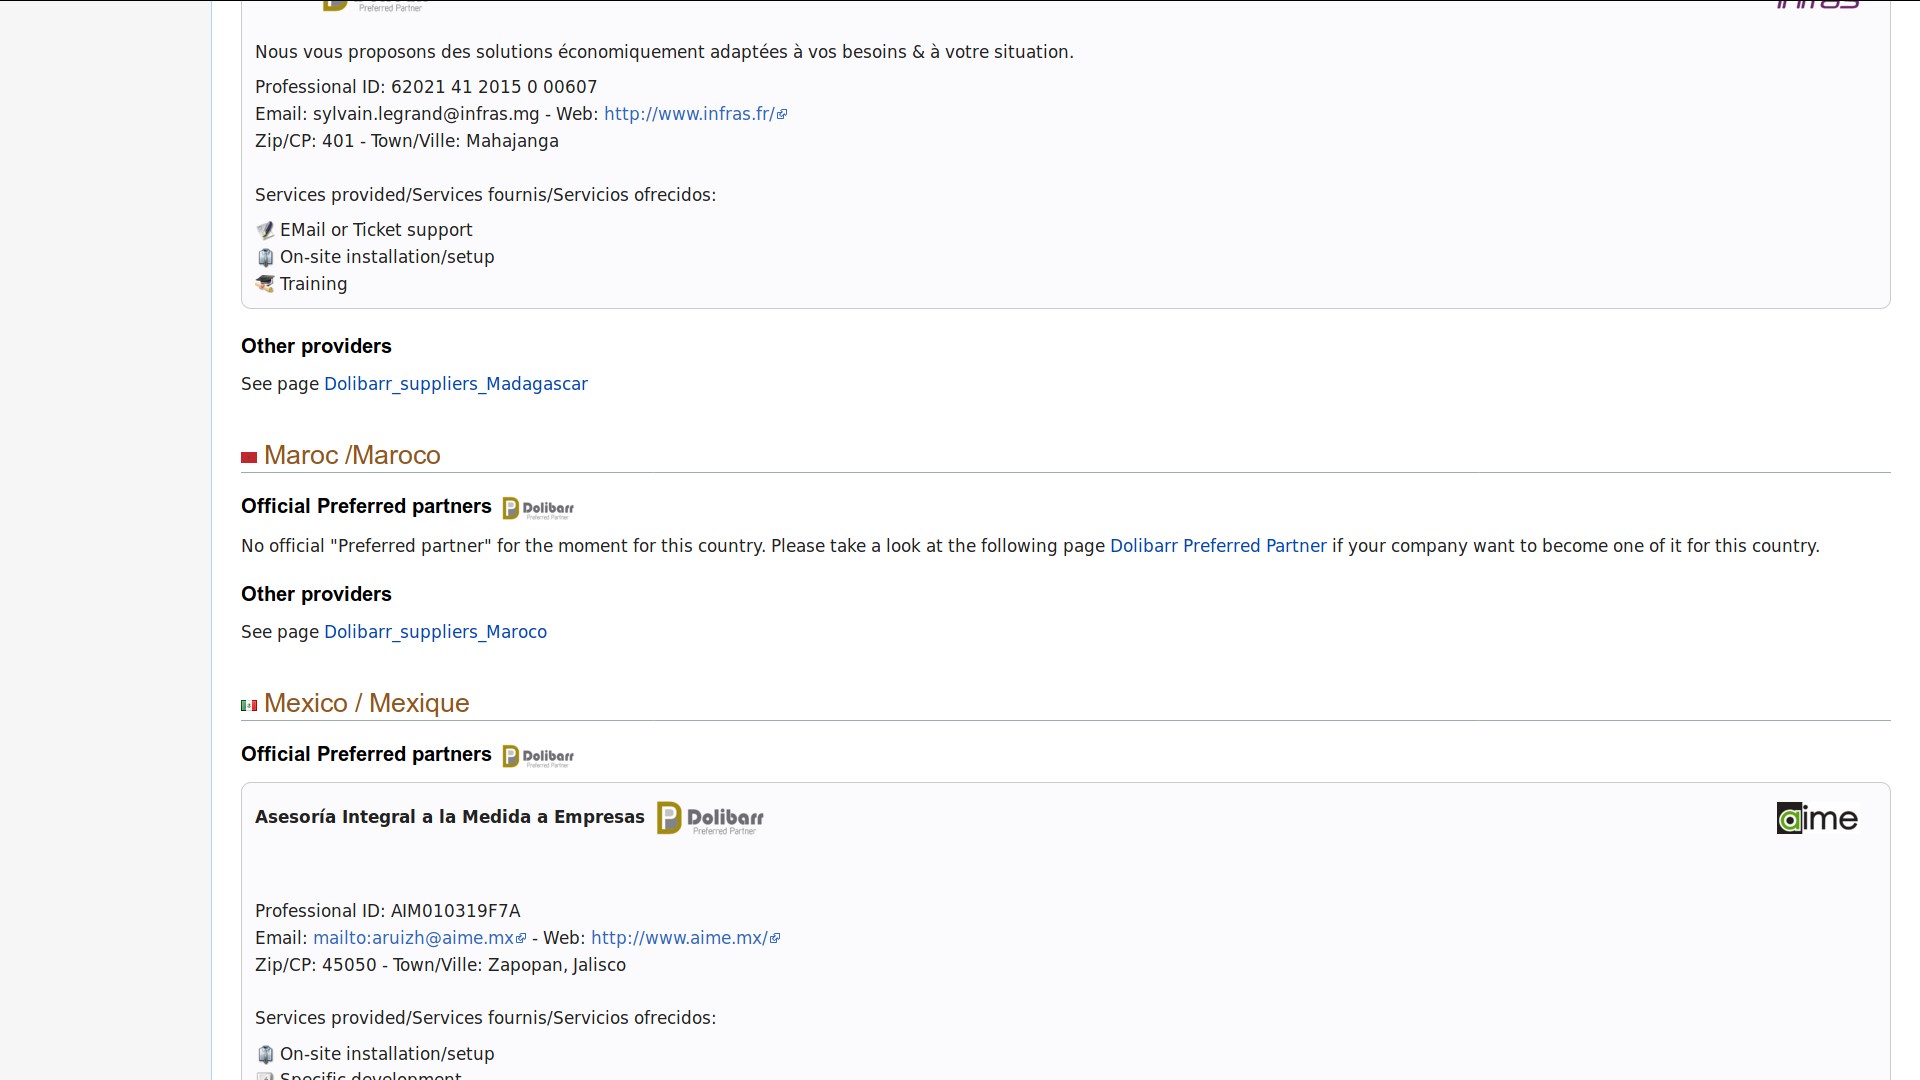 Preferred Partner
infras
Nous vous proposons des solutions économiquement adaptées à vos besoins & à votre situation.
Professional ID: 62021 41 2015 0 00607
Email: sylvain.legrand@infras.mg - Web: http://www.infras.fr/
Zip/CP: 401 - Town/Ville: Mahajanga
Services provided/Services fournis/Servicios ofrecidos:
EMail or Ticket support
On-site installation/setup
Training
Other providers
See page Dolibarr_suppliers_Madagascar
Maroc /Maroco
Official Preferred partners Dolibarr Preferred Partner
No official "Preferred partner" for the moment for this country. Please take a look at the following page Dolibarr Preferred Partner if your company want to become one of it for this country.
Other providers
See page Dolibarr_suppliers_Maroco
Mexico / Mexique
Official Preferred partners Dolibarr Preferred Partner
Asesoría Integral a la Medida a Empresas Dolibarr Preferred Partner
aime
Professional ID: AIM010319F7A
Email: mailto:aruizh@aime.mx - Web: http://www.aime.mx/
Zip/CP: 45050 - Town/Ville: Zapopan, Jalisco
Services provided/Services fournis/Servicios ofrecidos:
On-site installation/setup
Specific development